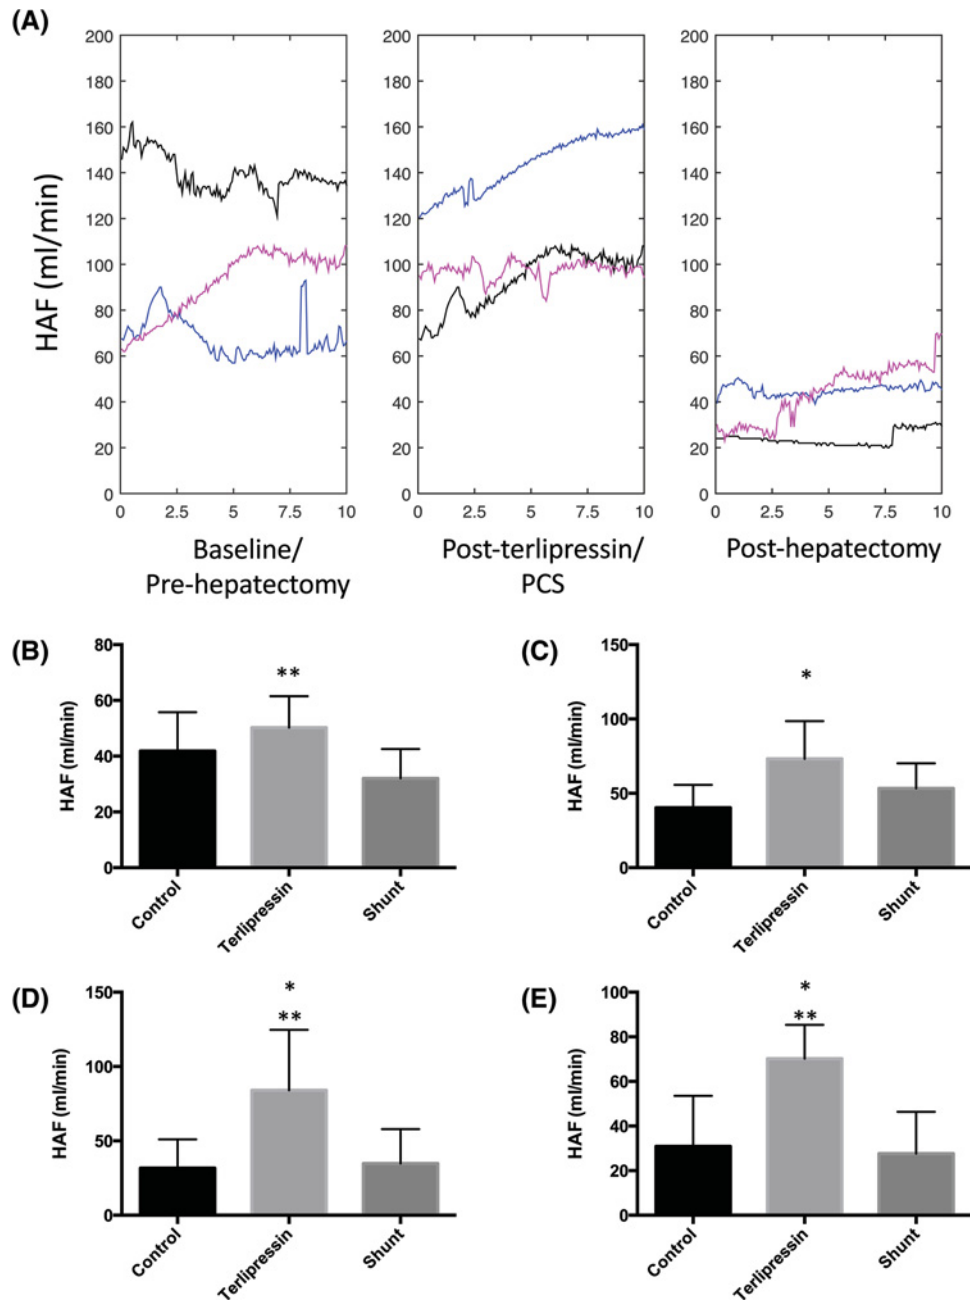 (A)
HAF (ml/min)
200
180
160
140
120
100
80
60
40
20
0
0 2.5 5 7.5 10
Baseline/
Pre-hepatectomy
200
180
160
140
120
100
80
60
40
20
0
0 2.5 5 7.5 10
Post-terlipressin/
PCS
200
180
160
140
120
100
80
60
40
20
0
0 2.5 5 7.5 10
Post-hepatectomy
(B)
HAF (ml/min)
80
60
40
20
0
**
Control
Terlipressin
Shunt
(C)
HAF (ml/min)
150
100
50
0
*
Control
Terlipressin
Shunt
(D)
HAF (ml/min)
150
100
50
0
*
**
Control
Terlipressin
Shunt
(E)
HAF (ml/min)
100
80
60
40
20
0
*
**
Control
Terlipressin
Shunt